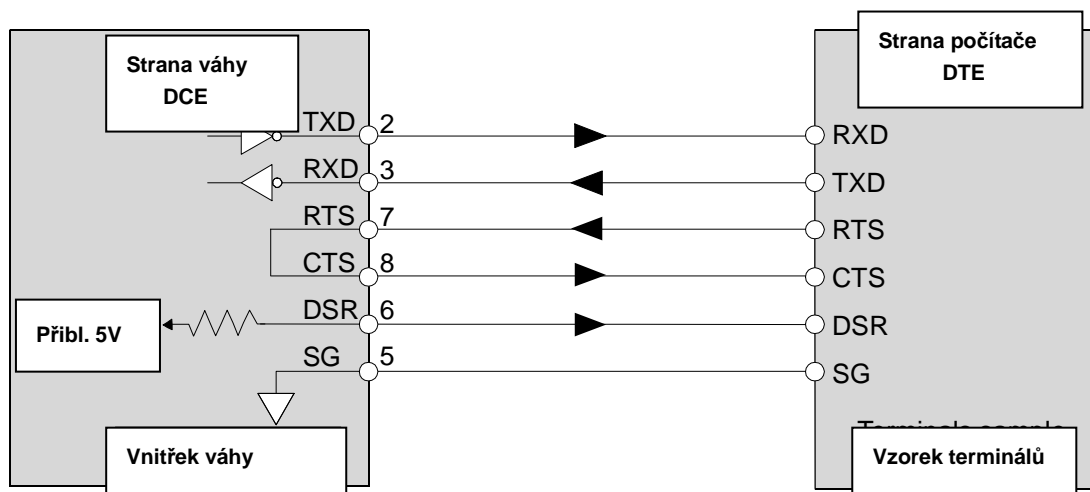 Strana váhy
DCE
Strana počítače
DTE
TXD 2 RXD
RXD 3 TXD
RTS 7 RTS
CTS 8 CTS
DSR 6 DSR
Přibl. 5V
SG 5 SG
Vnitřek váhy
Vzorek terminálů